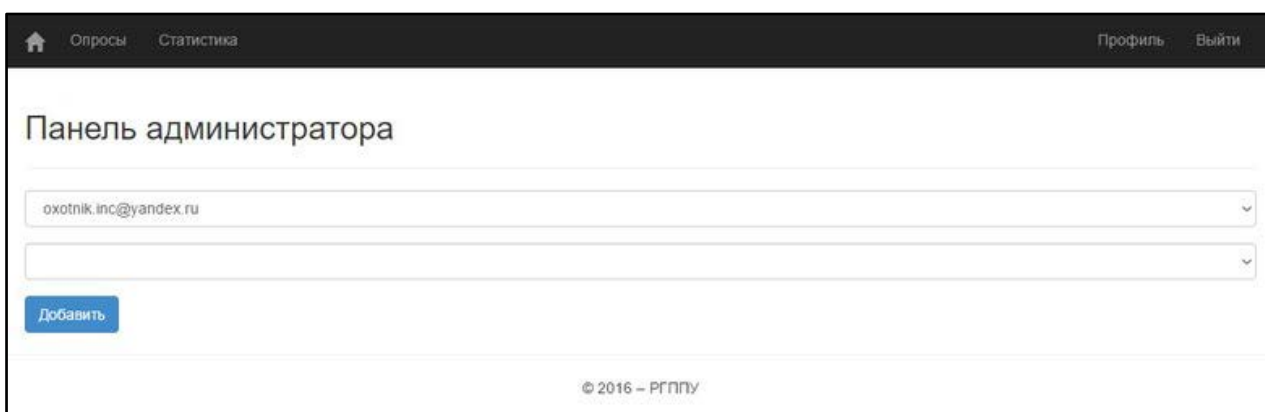 Опросы Статистика Профиль Выйти
Панель администратора
oxotnik.inc@yandex.ru
Добавить
© 2016 – РГППУ